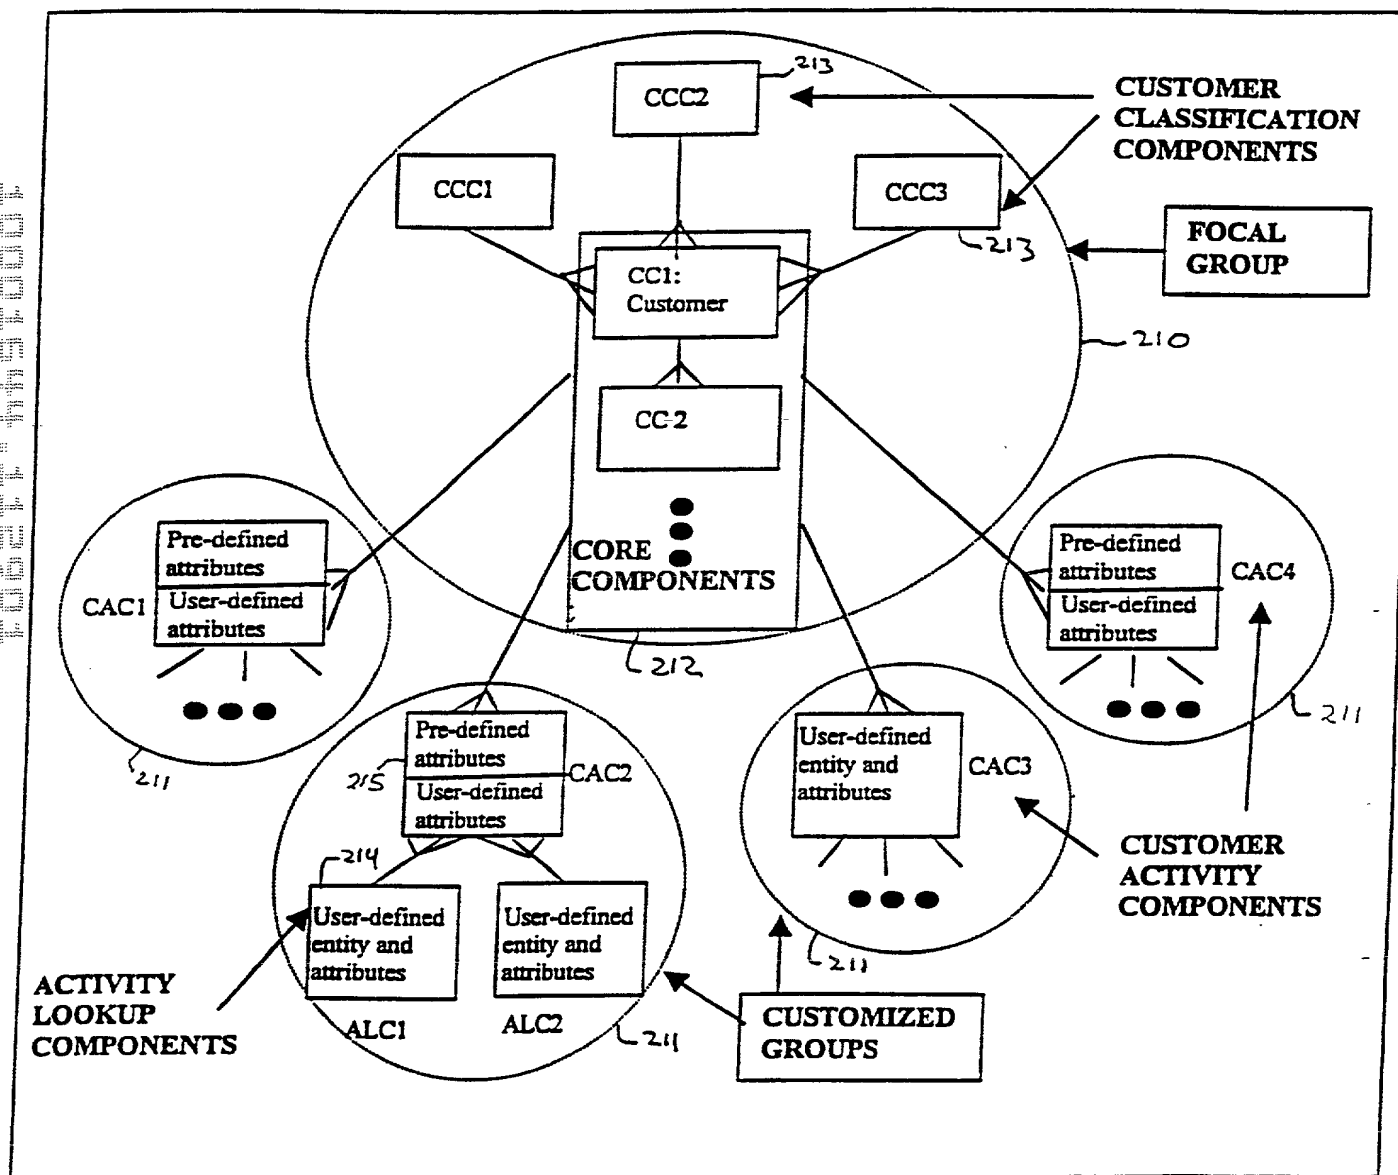 213
CCC2
CUSTOMER
CLASSIFICATION
COMPONENTS
CCC1
CCC3
213
FOCAL
GROUP
CC1:
Customer
210
CC-2
CORE
COMPONENTS
212
Pre-defined
attributes
CAC1
User-defined
attributes
211
Pre-defined
attributes
CAC4
User-defined
attributes
211
Pre-defined
attributes
215
CAC2
User-defined
attributes
214
User-defined
entity and
attributes
ALC1
User-defined
entity and
attributes
ALC2
211
User-defined
entity and
attributes
CAC3
211
CUSTOMER
ACTIVITY
COMPONENTS
ACTIVITY
LOOKUP
COMPONENTS
CUSTOMIZED
GROUPS